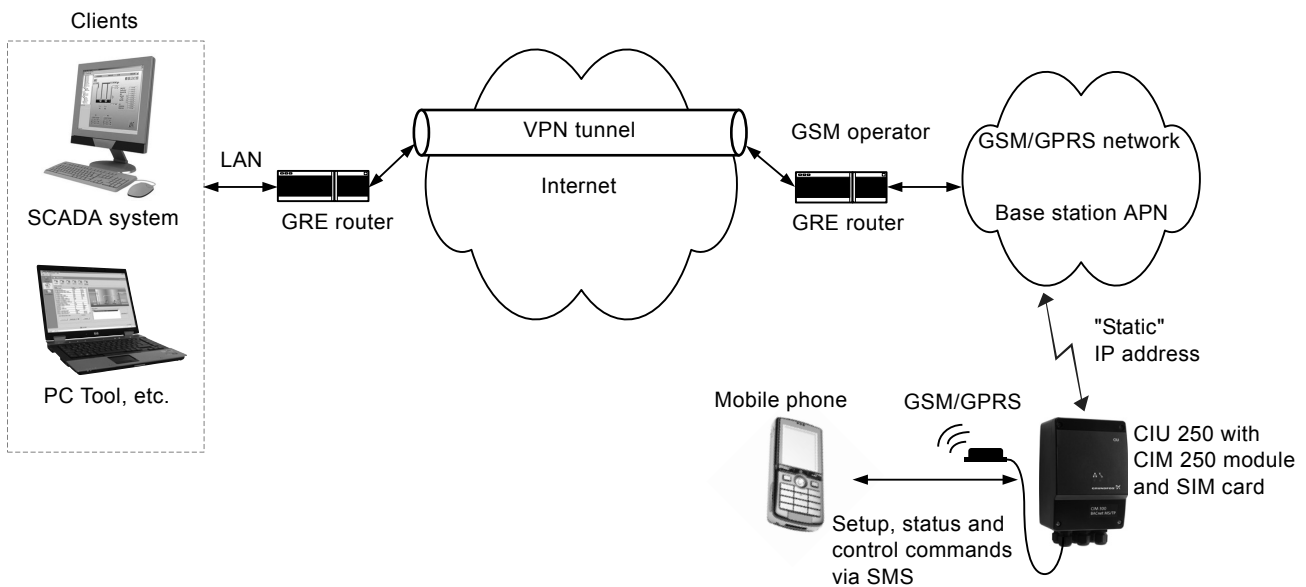 Clients
SCADA system
PC Tool, etc.
LAN
GRE router
VPN tunnel
Internet
GSM operator
GRE router
GSM/GPRS network
Base station APN
"Static"
IP address
Mobile phone
GSM/GPRS
Setup, status and
control commands
via SMS
CIU 250 with
CIM 250 module
and SIM card